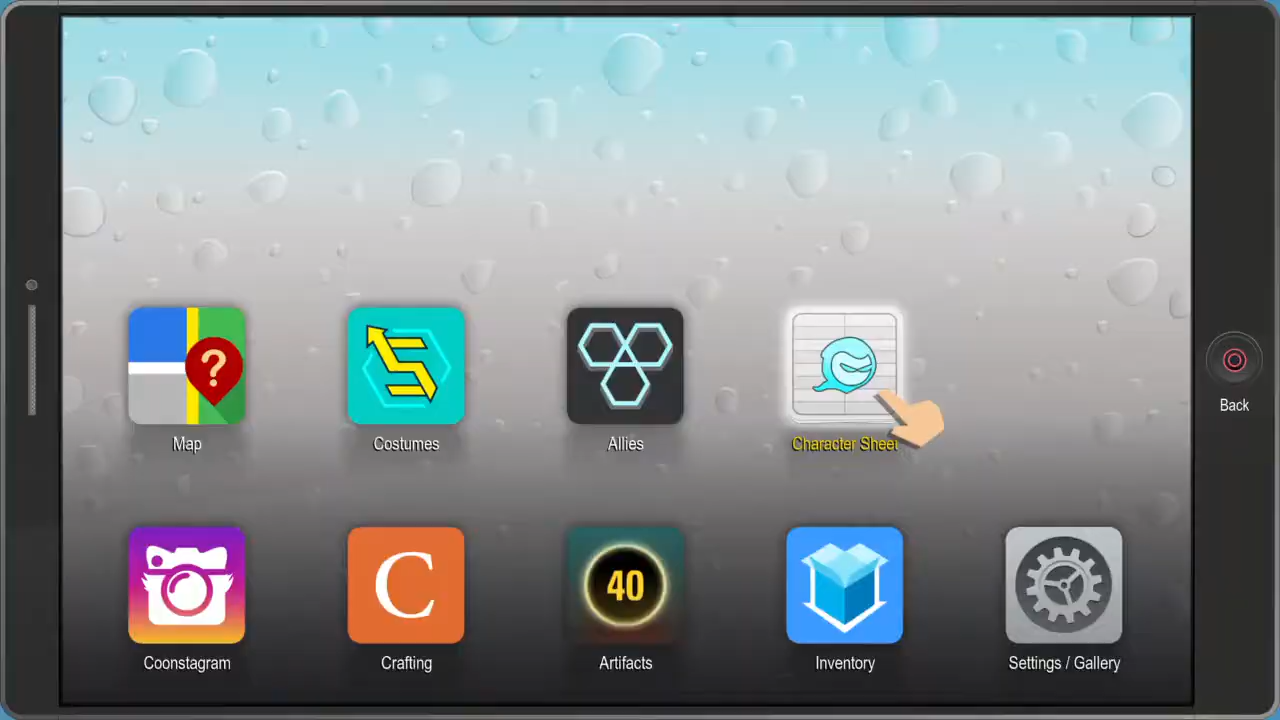 ?
Map
Costumes
Allies
Character Sheet
Back
C
40
Coonstagram
Crafting
Artifacts
Inventory
Settings / Gallery